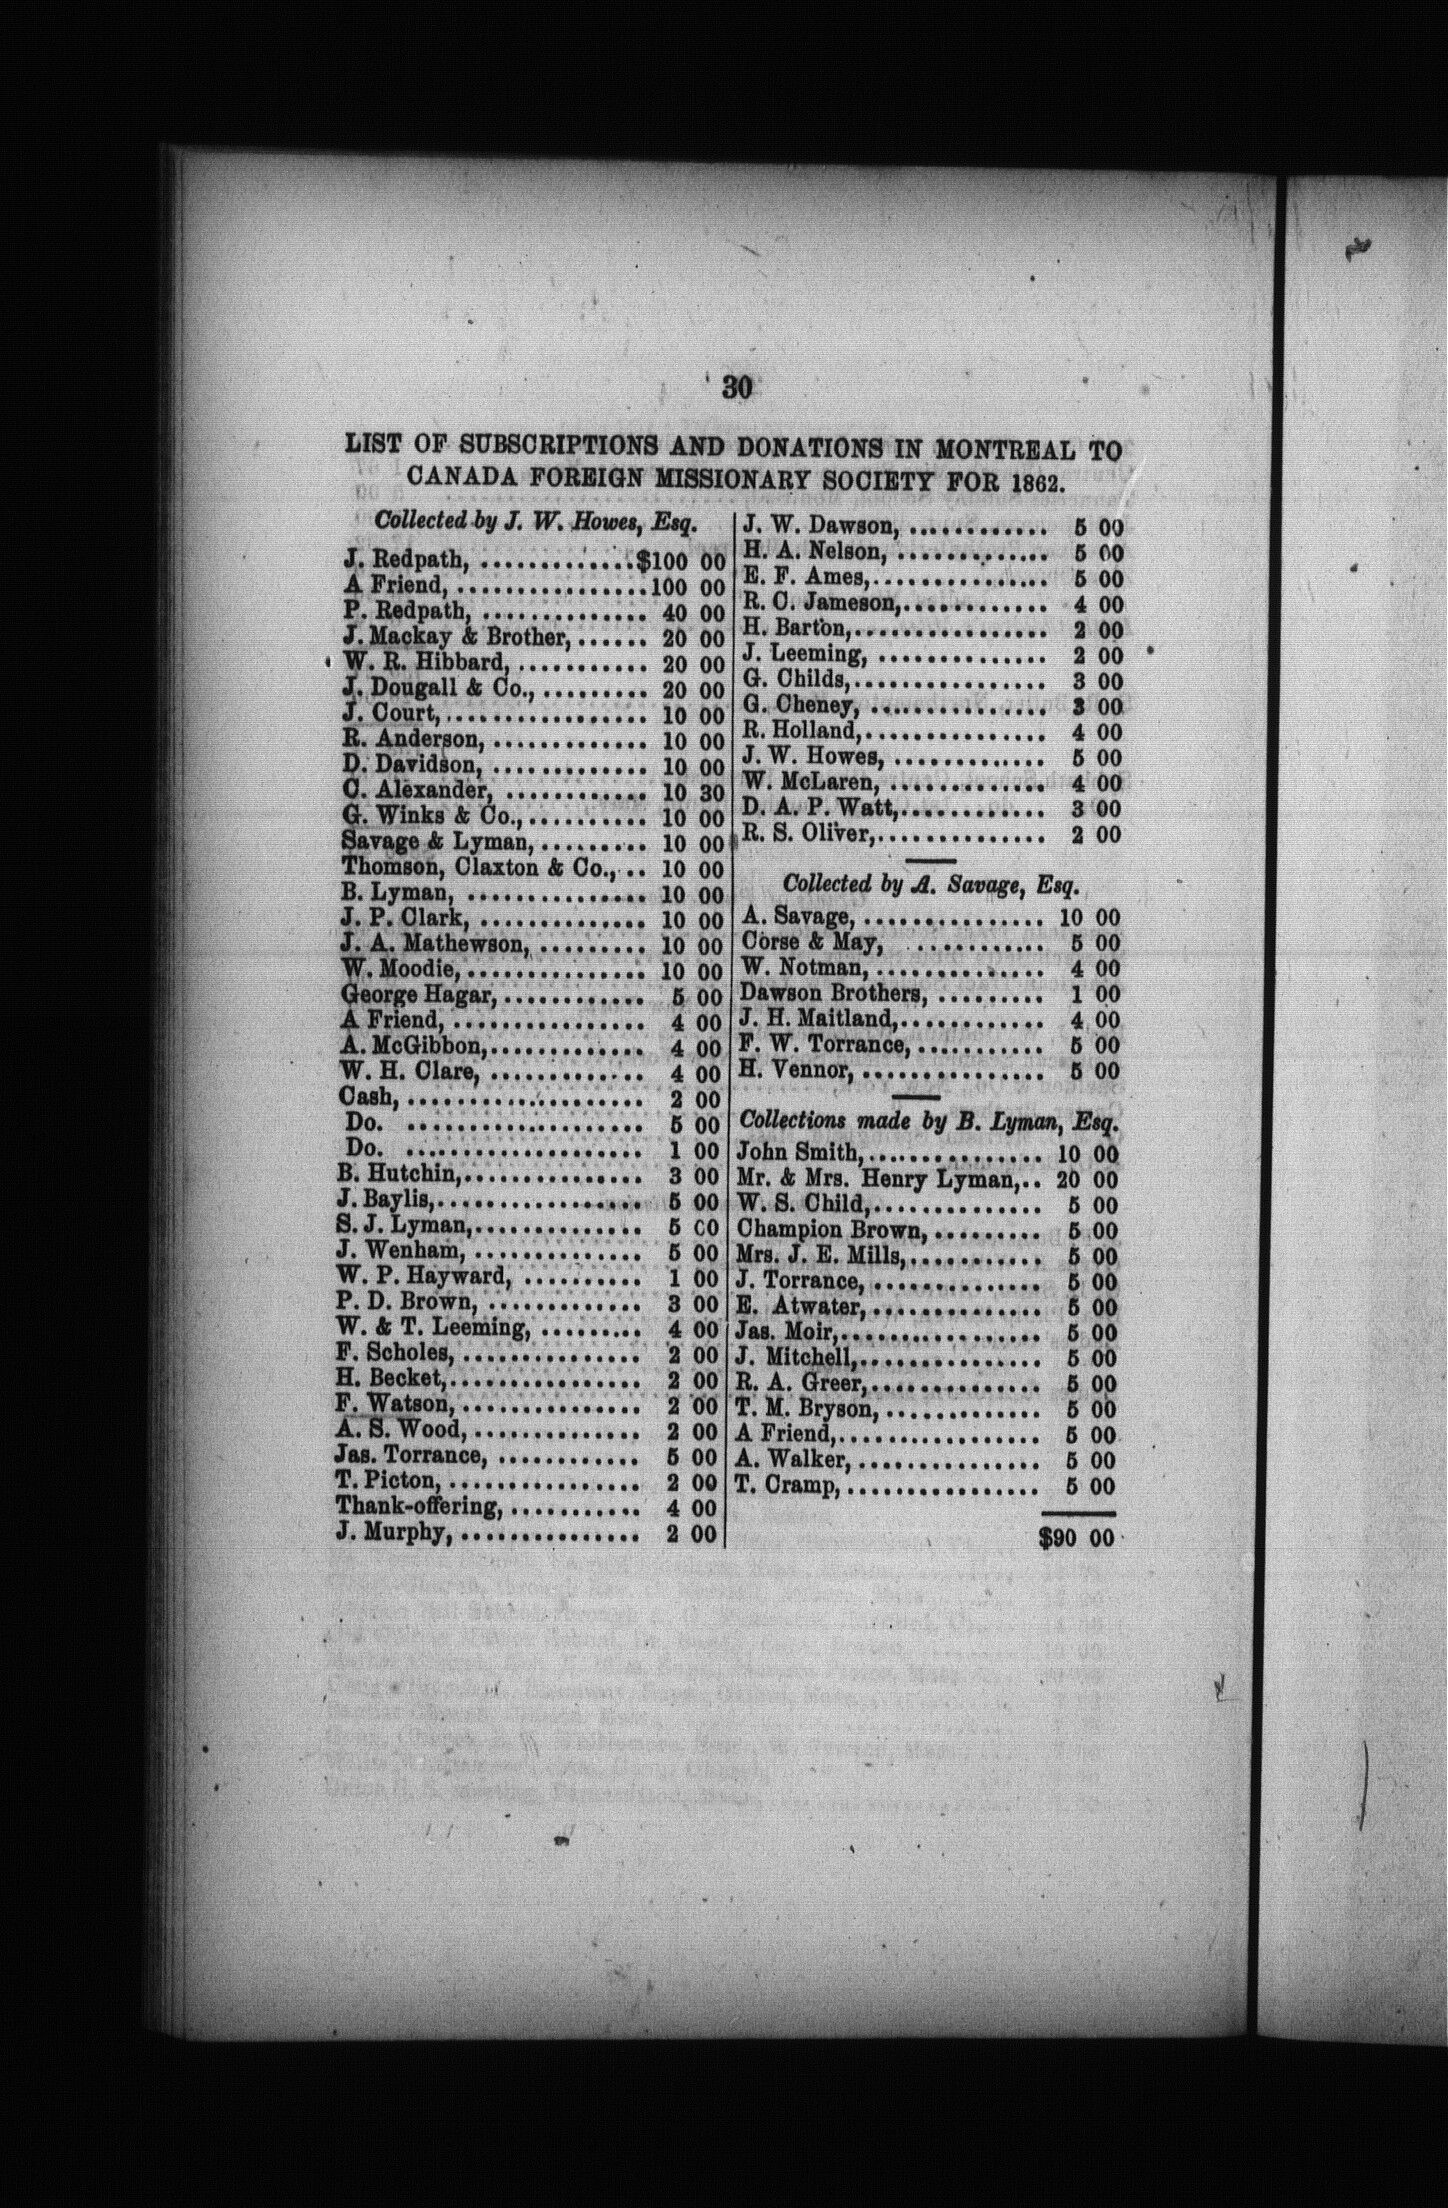 30
LIST OF SUBSCRIPTIONS AND DONATIONS IN MONTREAL TO
CANADA FOREIGN MISSIONARY SOCIETY FOR 1862.
Collected by J. W. Howes, Esq.
J. Redpath, .............$100 00
A Friend, ................100 00
P. Redpath, .............. 40 00
J. Mackay & Brother, ...... 20 00
W. R. Hibbard, ........... 20 00
J. Dougall & Co., ......... 20 00
J. Court, ................. 10 00
R. Anderson, ............. 10 00
D. Davidson, ............. 10 00
C. Alexander, ............ 10 30
G. Winks & Co., .......... 10 00
Savage & Lyman, ......... 10 00
Thomson, Claxton & Co., .. 10 00
B. Lyman, ............... 10 00
J. P. Clark, .............. 10 00
J. A. Mathewson, ......... 10 00
W. Moodie, ............... 10 00
George Hagar, ............ 5 00
A Friend, ................ 4 00
A. McGibbon, ............. 4 00
W. H. Clare, ............. 4 00
Cash, .................... 2 00
Do. .................... 5 00
Do. .................... 1 00
B. Hutchin, ............... 3 00
J. Baylis, ................. 5 00
S. J. Lyman, .............. 5 00
J. Wenham, .............. 5 00
W. P. Hayward, .......... 1 00
P. D. Brown, ............. 3 00
W. & T. Leeming, ......... 4 00
F. Scholes, ............... 2 00
H. Becket, ................ 2 00
F. Watson, ............... 2 00
A. S. Wood, .............. 2 00
Jas. Torrance, ............ 5 00
T. Picton, ................ 2 00
Thank-offering, ........... 4 00
J. Murphy, ............... 2 00
J. W. Dawson, ............ 5 00
H. A. Nelson, ............. 5 00
E. F. Ames, ............... 5 00
R. C. Jameson, ............ 4 00
H. Barton, ................ 2 00
J. Leeming, .............. 2 00
G. Childs, ................ 3 00
G. Cheney, ............... 3 00
R. Holland, ............... 4 00
J. W. Howes, ............. 5 00
W. McLaren, ............. 4 00
D. A. P. Watt, ............ 3 00
R. S. Oliver, .............. 2 00
Collected by A. Savage, Esq.
A. Savage, ............... 10 00
Corse & May, ........... 5 00
W. Notman, .............. 4 00
Dawson Brothers, ......... 1 00
J. H. Maitland, ............ 4 00
F. W. Torrance, ........... 5 00
H. Vennor, ............... 5 00
Collections made by B. Lyman, Esq.
John Smith, ............... 10 00
Mr. & Mrs. Henry Lyman, .. 20 00
W. S. Child, .............. 5 00
Champion Brown, ......... 5 00
Mrs. J. E. Mills, ........... 5 00
J. Torrance, .............. 5 00
E. Atwater, .............. 5 00
Jas. Moir, ................. 5 00
J. Mitchell, ............... 5 00
R. A. Greer, .............. 5 00
T. M. Bryson, ............. 5 00
A Friend, ................. 5 00
A. Walker, ............... 5 00
T. Cramp, ................ 5 00
$90 00